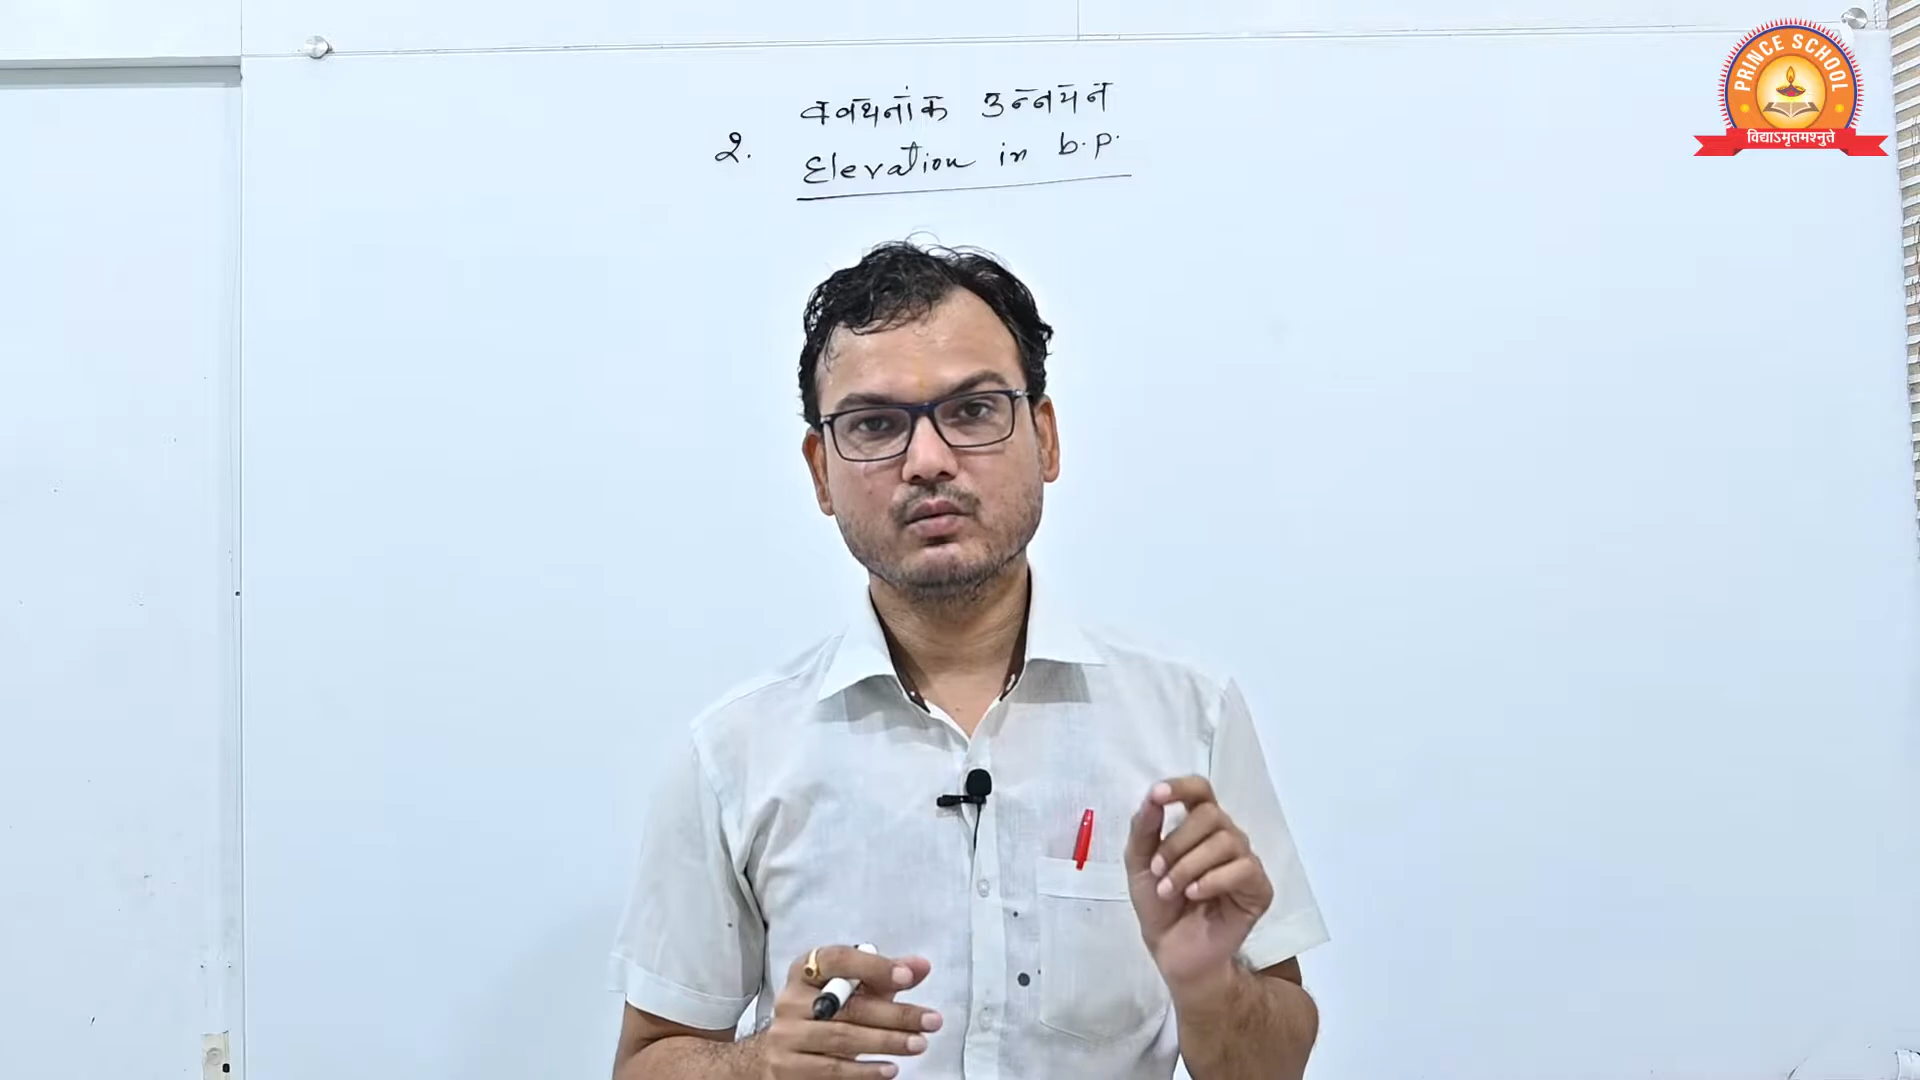 क्वथनांक उन्नयन
2. Elevation in b.p.
PRINCE SCHOOL
विद्याऽमृतमश्नुते